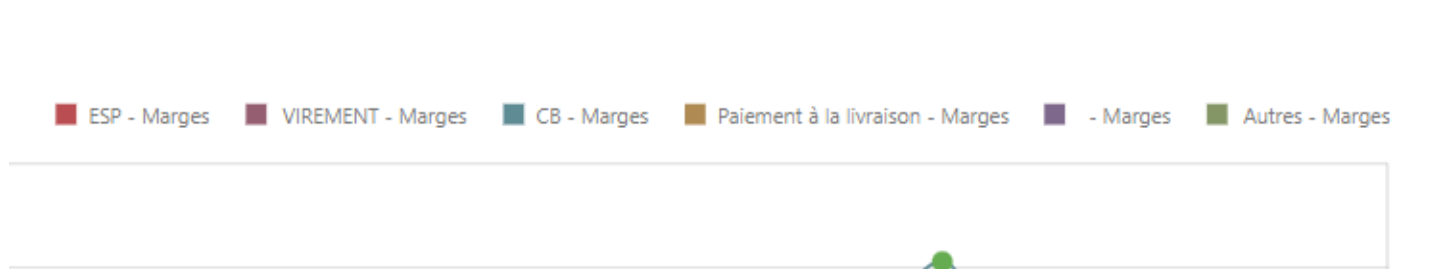 ESP - Marges VIREMENT - Marges CB - Marges Paiement à la livraison - Marges - Marges Autres - Marges